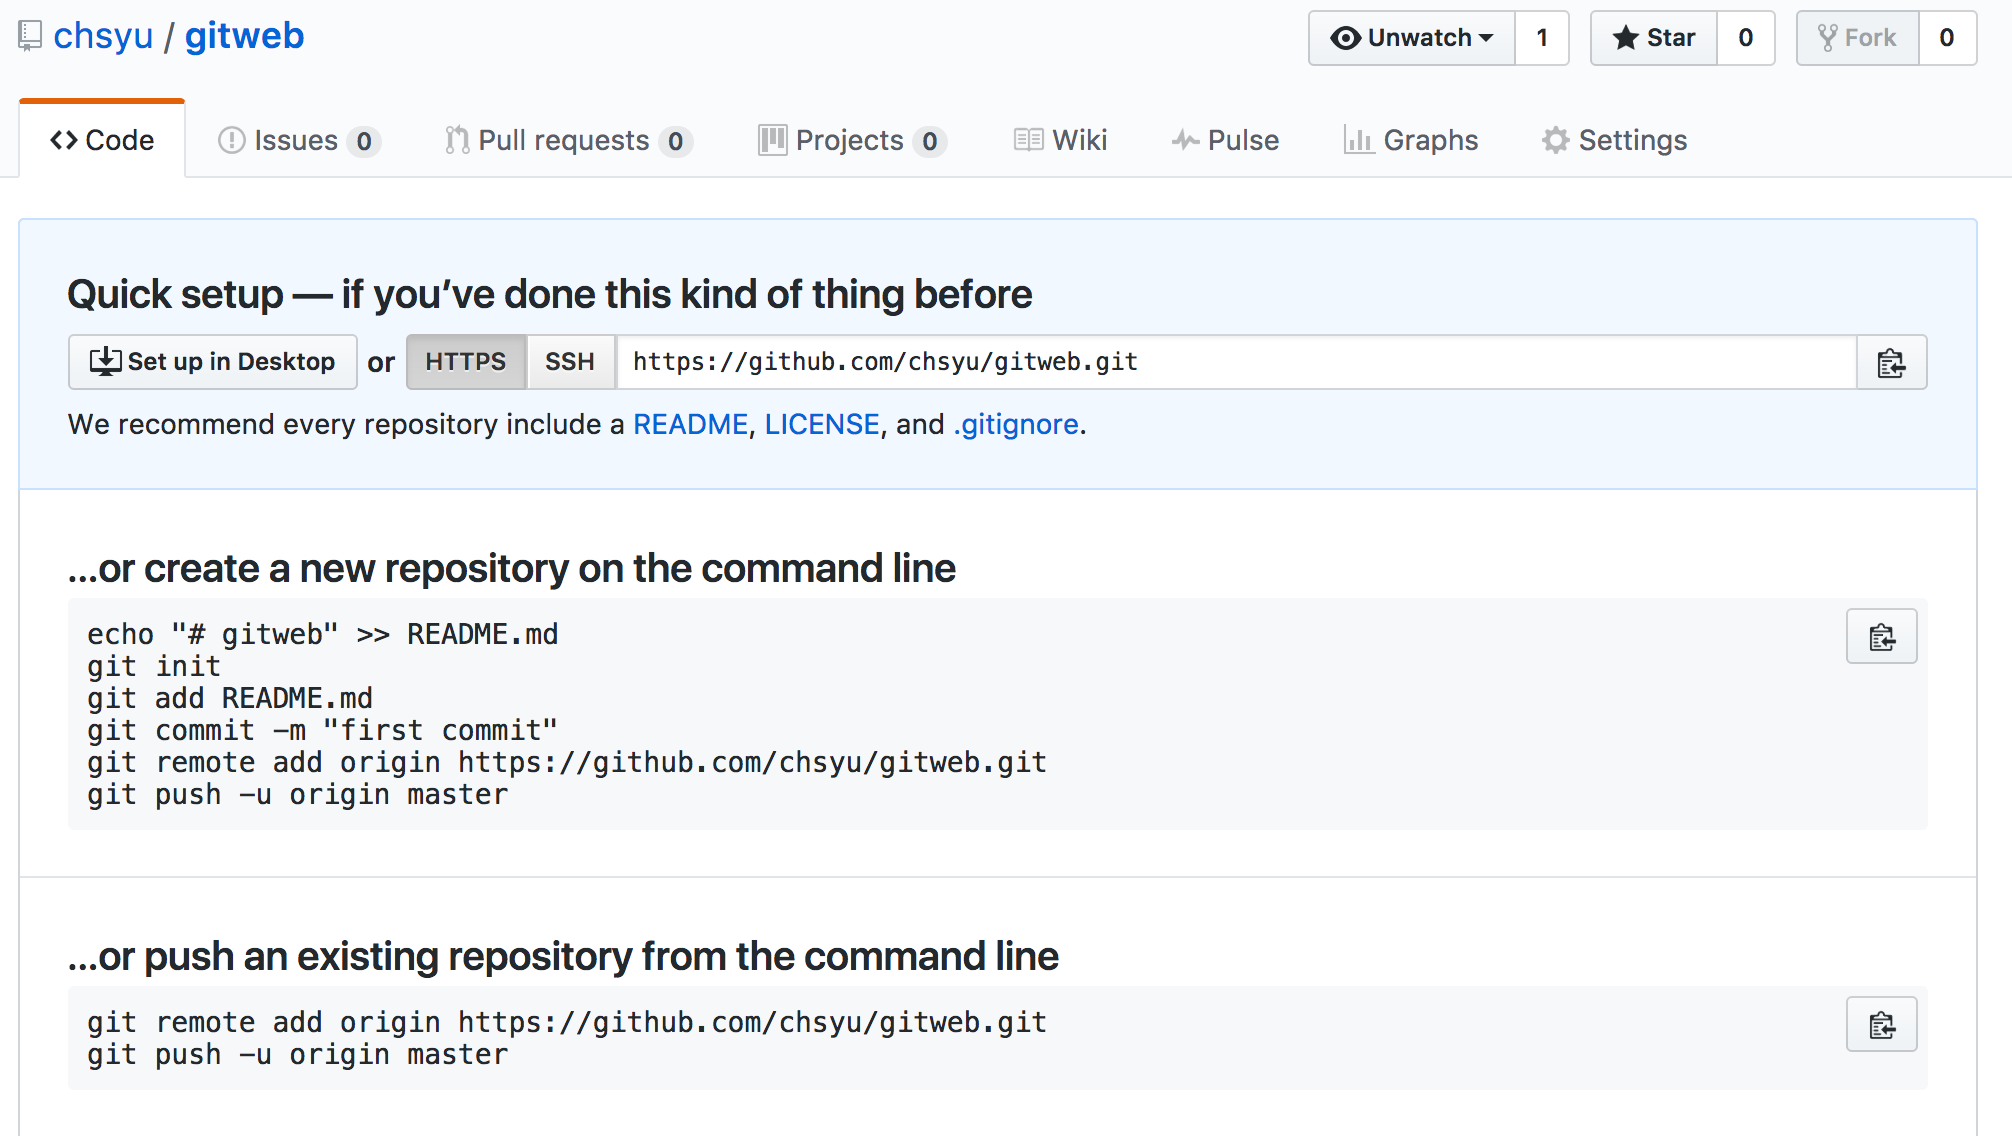 chsyu / gitweb
Unwatch 1 Star 0 Fork 0
Code Issues 0 Pull requests 0 Projects 0 Wiki Pulse Graphs Settings
Quick setup — if you’ve done this kind of thing before
Set up in Desktop or HTTPS SSH https://github.com/chsyu/gitweb.git
We recommend every repository include a README, LICENSE, and .gitignore.
…or create a new repository on the command line
echo "# gitweb" >> README.md
git init
git add README.md
git commit -m "first commit"
git remote add origin https://github.com/chsyu/gitweb.git
git push -u origin master
…or push an existing repository from the command line
git remote add origin https://github.com/chsyu/gitweb.git
git push -u origin master